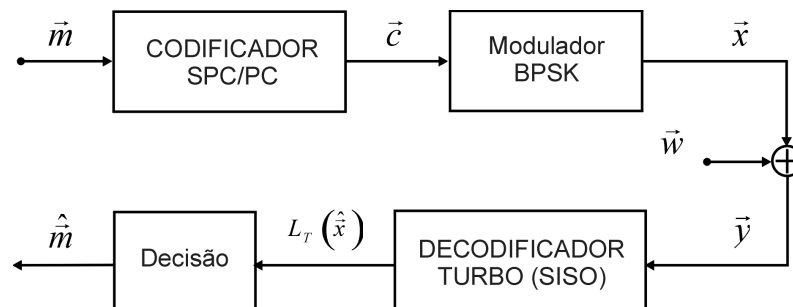 m⃗
CODIFICADOR
SPC/PC
c⃗
Modulador
BPSK
x⃗
w⃗
+
y⃗
DECODIFICADOR
TURBO (SISO)
L_T (x̂⃗)
Decisão
m̂⃗